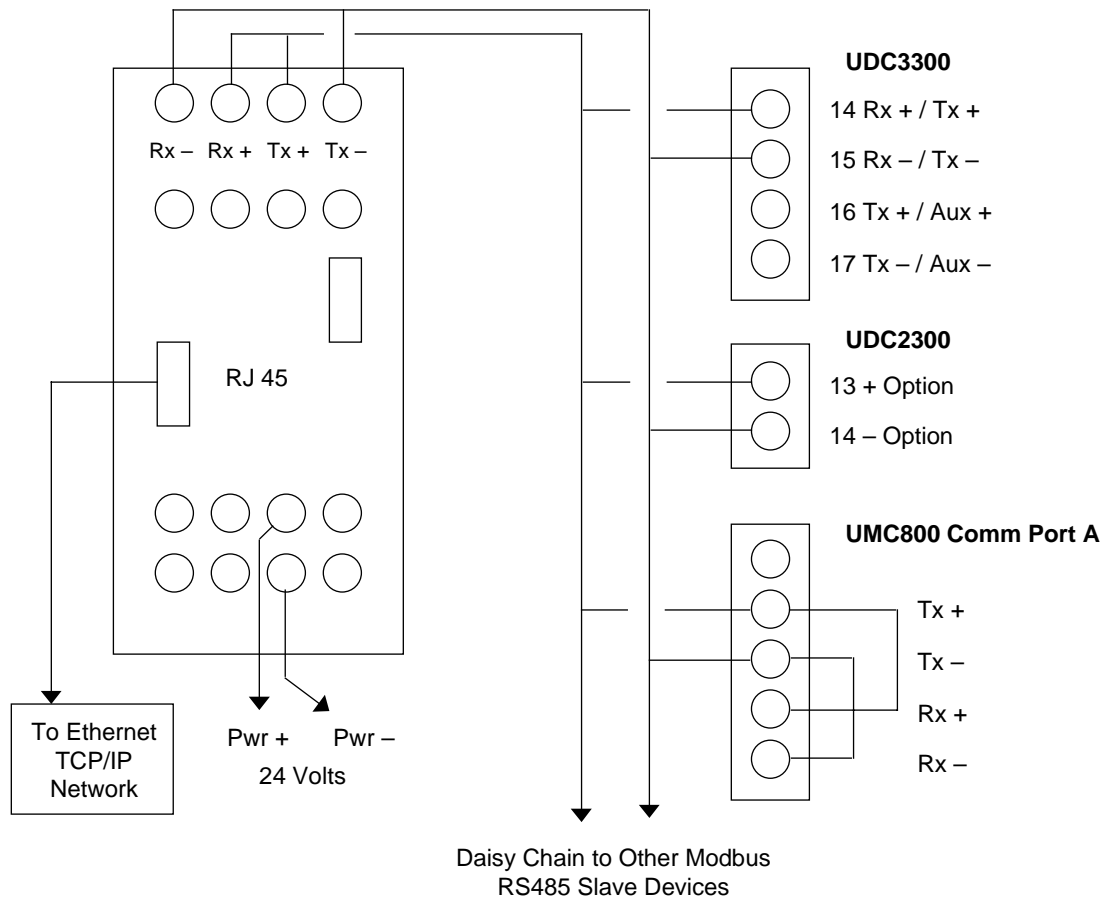 Rx – Rx + Tx + Tx –
RJ 45
To Ethernet
TCP/IP
Network
Pwr + Pwr –
24 Volts
UDC3300
14 Rx + / Tx +
15 Rx – / Tx –
16 Tx + / Aux +
17 Tx – / Aux –
UDC2300
13 + Option
14 – Option
UMC800 Comm Port A
Tx +
Tx –
Rx +
Rx –
Daisy Chain to Other Modbus
RS485 Slave Devices